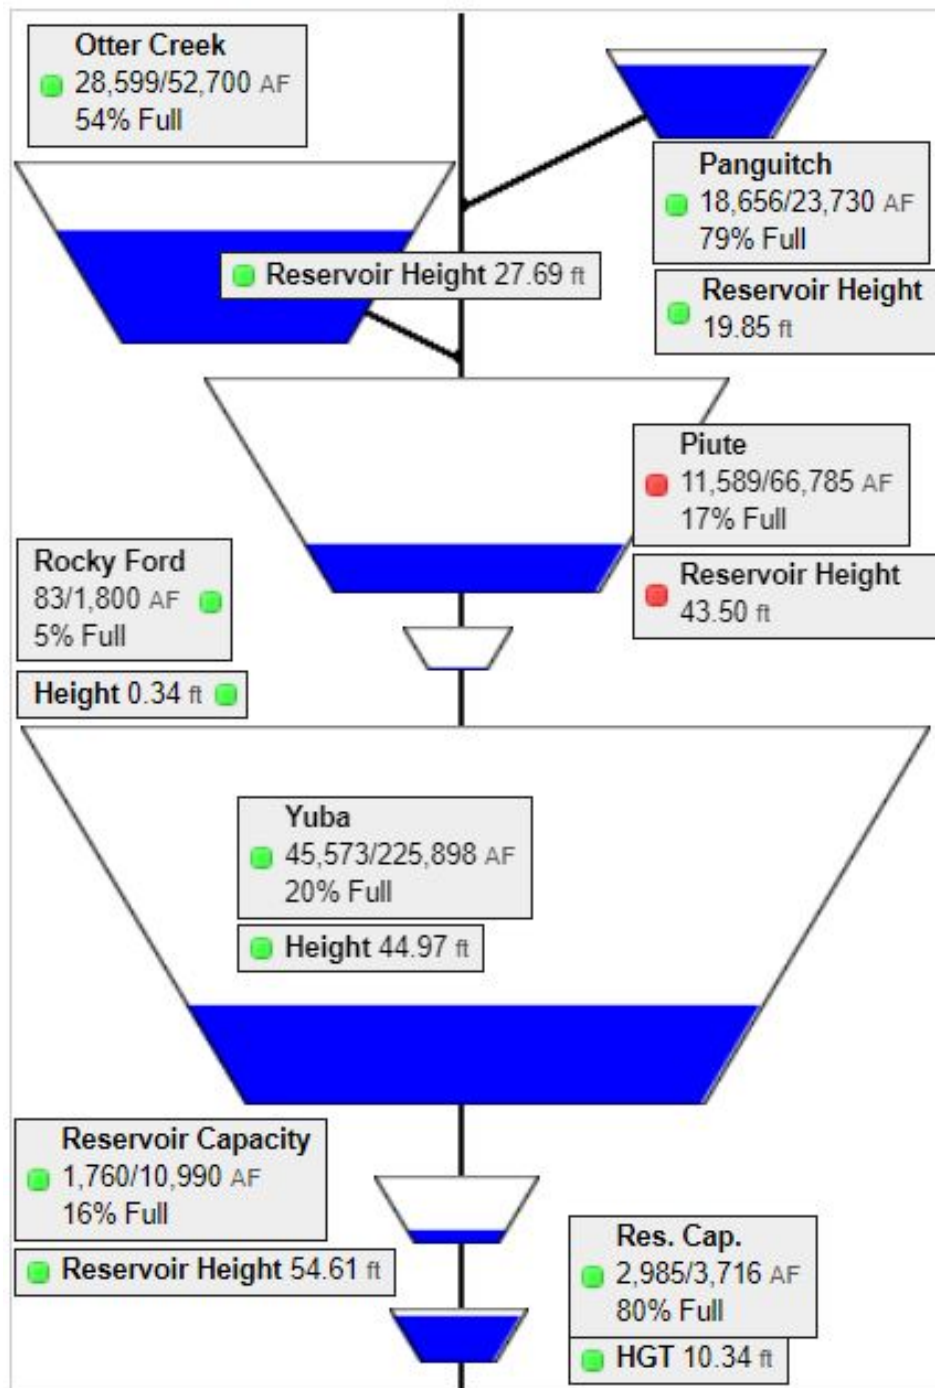 Otter Creek
28,599/52,700 AF
54% Full
Panguitch
18,656/23,730 AF
79% Full
Reservoir Height 27.69 ft
Reservoir Height
19.85 ft
Piute
11,589/66,785 AF
17% Full
Reservoir Height
43.50 ft
Rocky Ford
83/1,800 AF
5% Full
Height 0.34 ft
Yuba
45,573/225,898 AF
20% Full
Height 44.97 ft
Reservoir Capacity
1,760/10,990 AF
16% Full
Reservoir Height 54.61 ft
Res. Cap.
2,985/3,716 AF
80% Full
HGT 10.34 ft